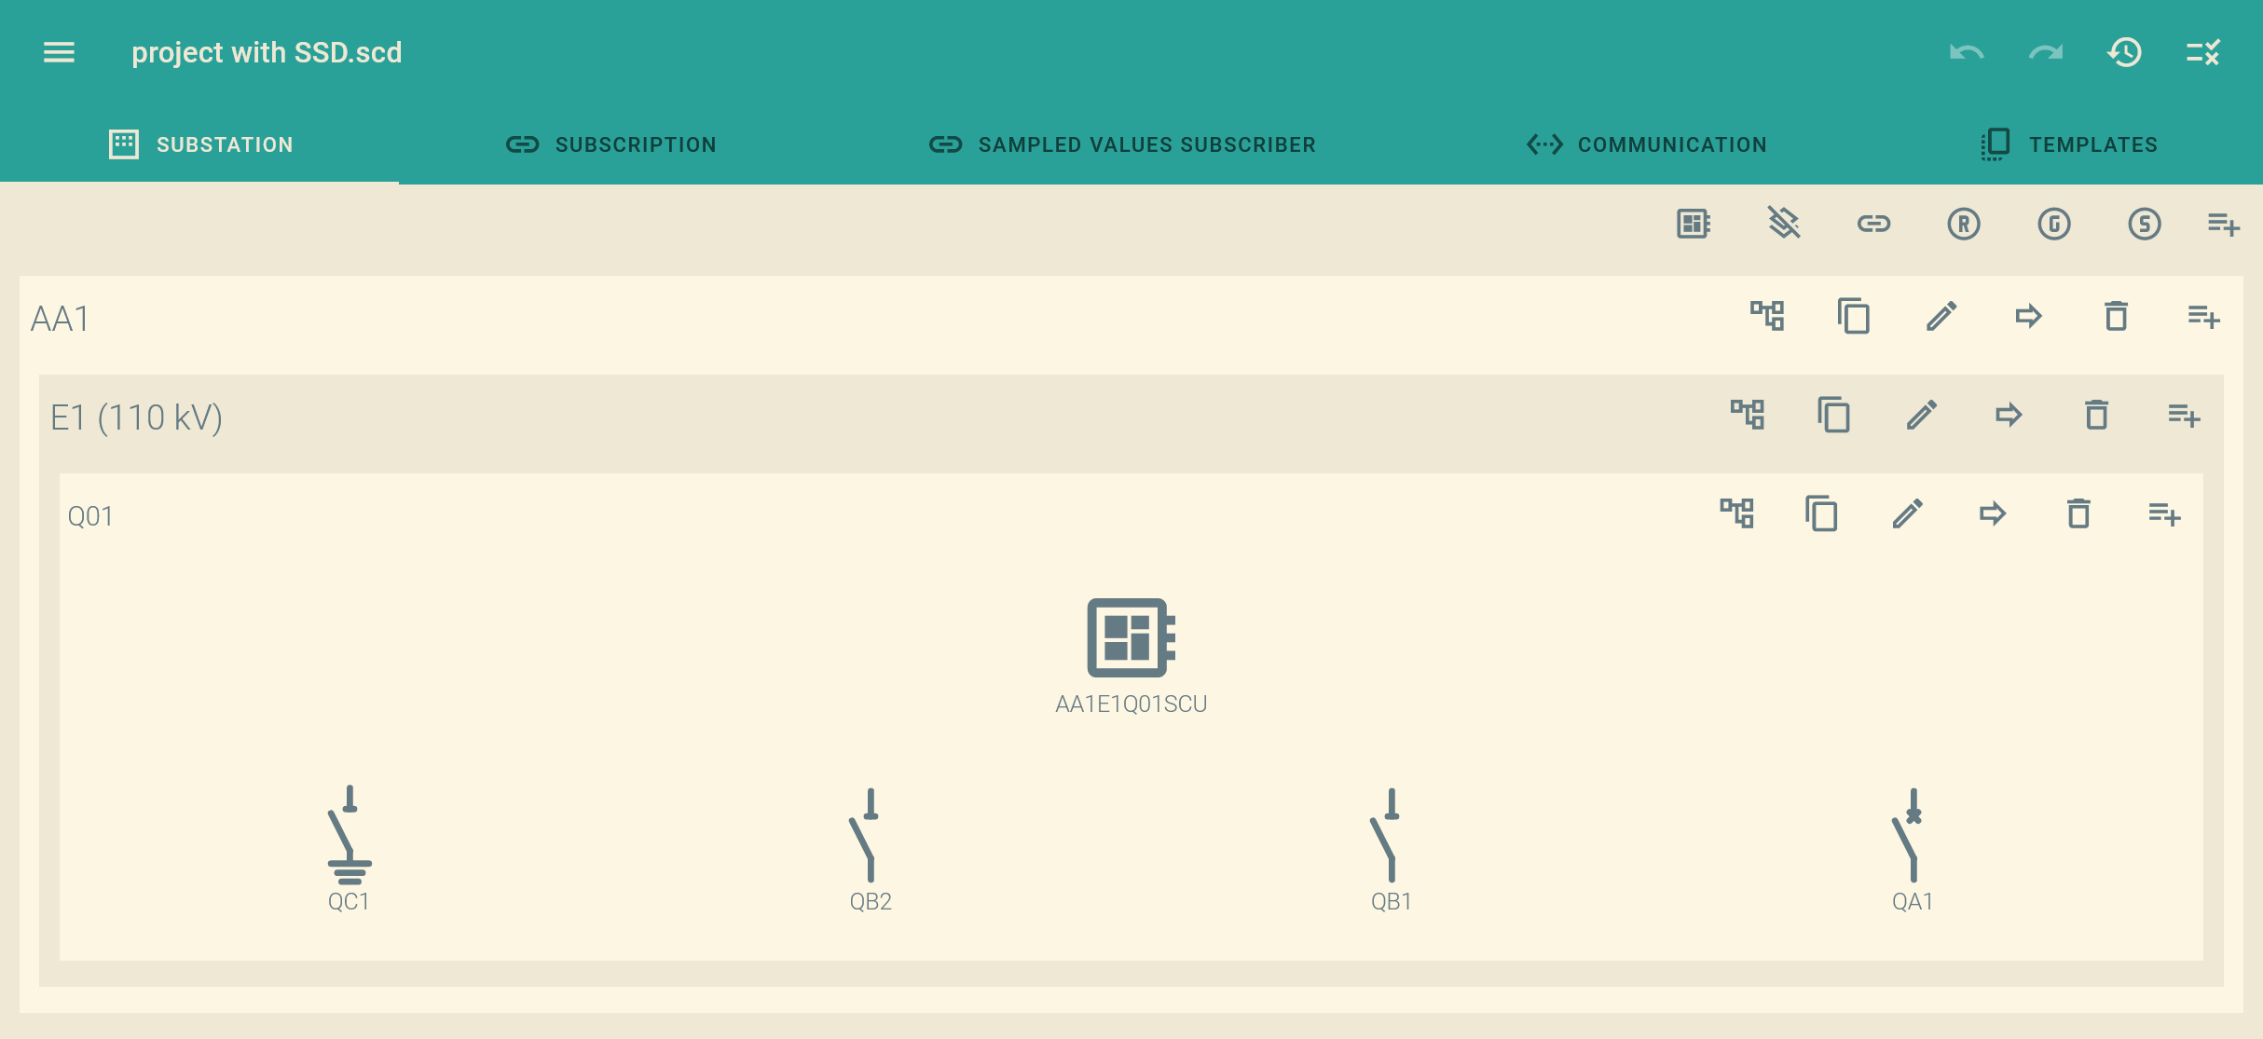 project with SSD.scd
SUBSTATION
SUBSCRIPTION
SAMPLED VALUES SUBSCRIBER
COMMUNICATION
TEMPLATES
R
G
S
AA1
E1 (110 kV)
Q01
AA1E1Q01SCU
QC1
QB2
QB1
QA1